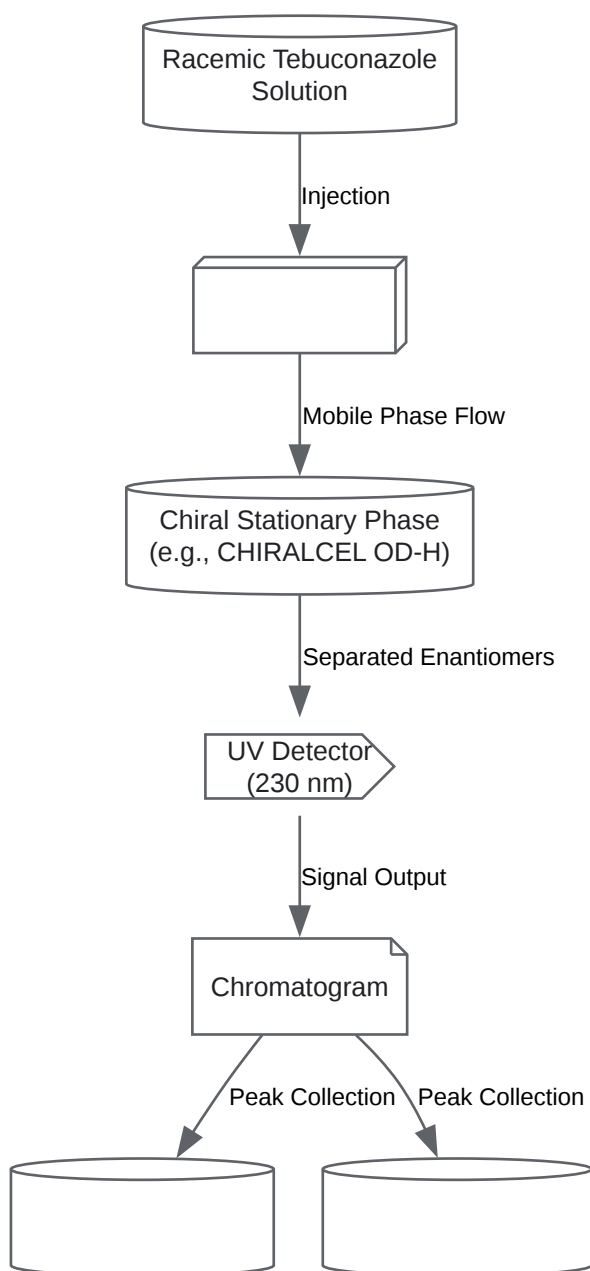 Racemic Tebuconazole
Solution
Injection
Mobile Phase Flow
Chiral Stationary Phase
(e.g., CHIRALCEL OD-H)
Separated Enantiomers
UV Detector
(230 nm)
Signal Output
Chromatogram
Peak Collection
Peak Collection